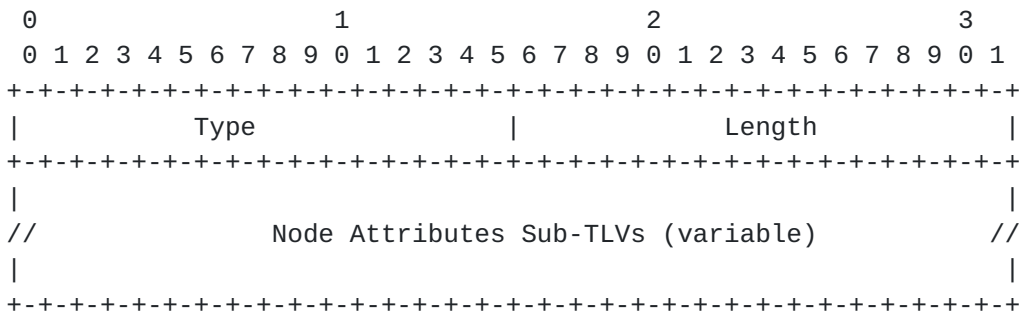 0                   1                   2                   3
 0 1 2 3 4 5 6 7 8 9 0 1 2 3 4 5 6 7 8 9 0 1 2 3 4 5 6 7 8 9 0 1
+-+-+-+-+-+-+-+-+-+-+-+-+-+-+-+-+-+-+-+-+-+-+-+-+-+-+-+-+-+-+-+-+
|           Type                |             Length            |
+-+-+-+-+-+-+-+-+-+-+-+-+-+-+-+-+-+-+-+-+-+-+-+-+-+-+-+-+-+-+-+-+
|                                                               |
//               Node Attributes Sub-TLVs (variable)           //
|                                                               |
+-+-+-+-+-+-+-+-+-+-+-+-+-+-+-+-+-+-+-+-+-+-+-+-+-+-+-+-+-+-+-+-+